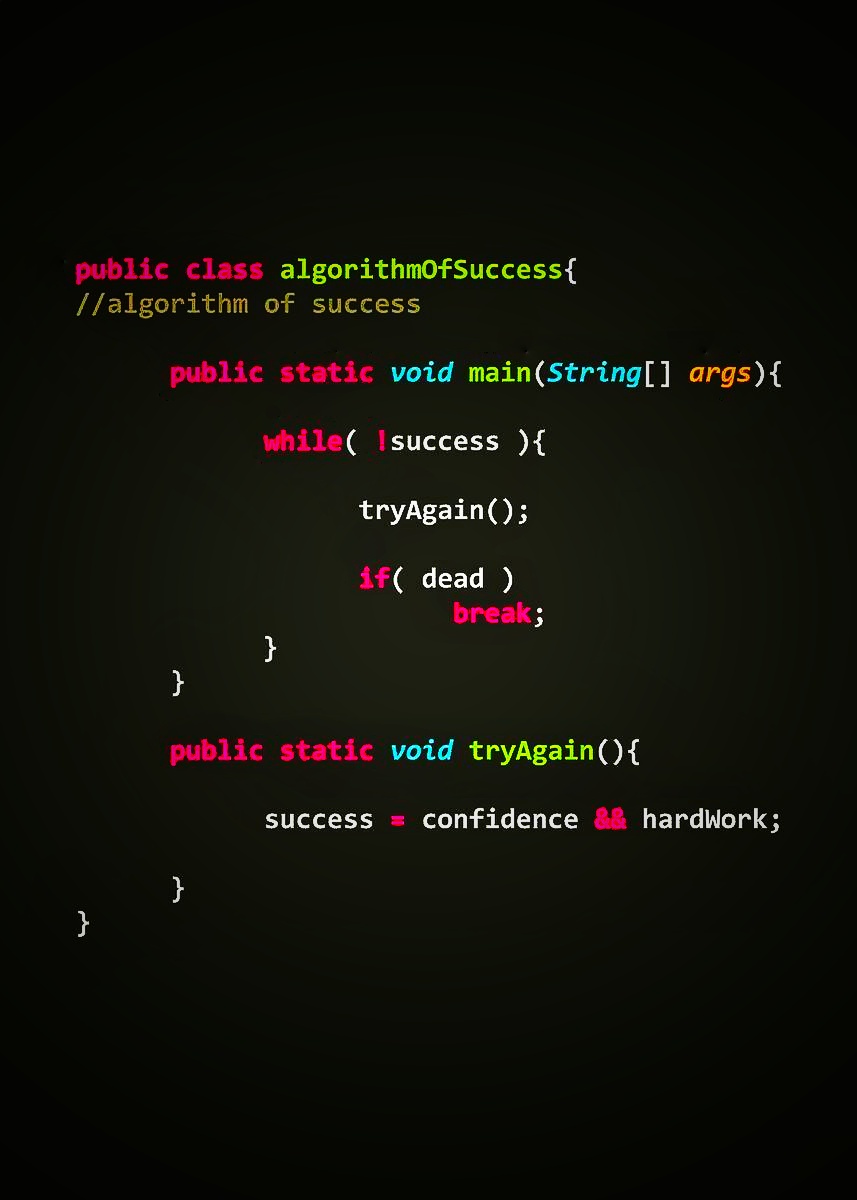 public class algorithmOfSuccess{
//algorithm of success
public static void main(String[] args){
while( !success ){
tryAgain();
if( dead )
break;
}
}
public static void tryAgain(){
success = confidence && hardWork;
}
}